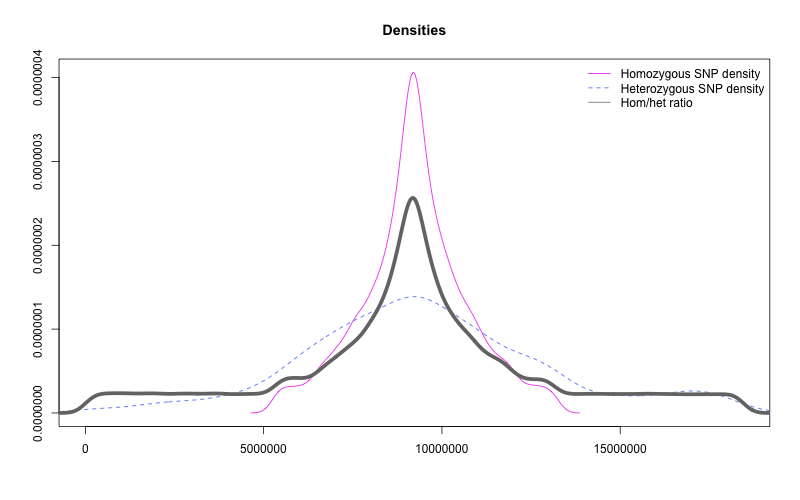 Densities
Homozygous SNP density
Heterozygous SNP density
Hom/het ratio
0.0000004
0.0000003
0.0000002
0.0000001
0.0000000
0 5000000 10000000 15000000